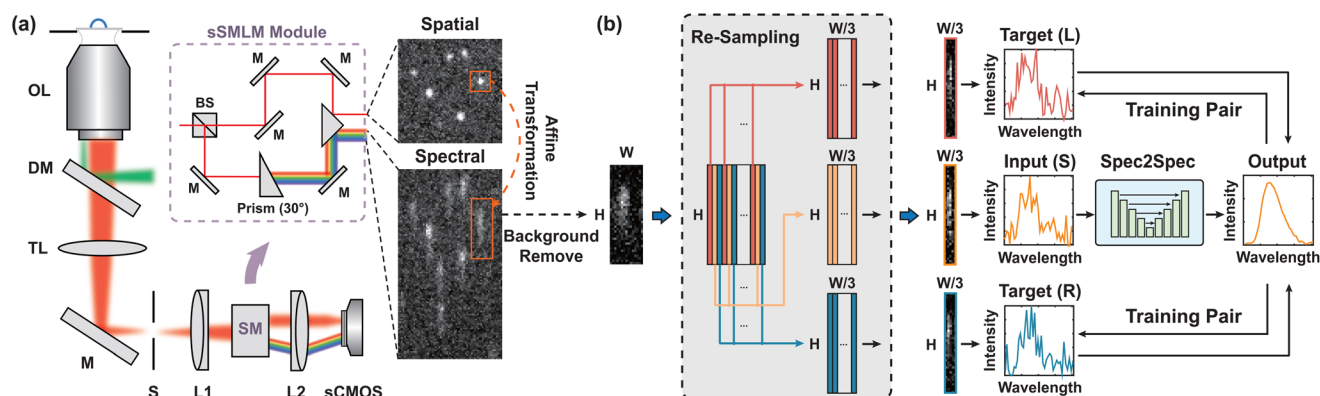 (a)
OL
DM
TL
M
S
L1
SM
L2
sCMOS
sSMLM Module
BS
M
M
M
M
M
Prism (30°)
Spatial
Affine
Transformation
Spectral
Background
Remove
(b)
W
H
Re-Sampling
H
...
...
...
...
W/3
H
...
W/3
H
...
W/3
H
...
W/3
H
Target (L)
Intensity
Wavelength
Training Pair
W/3
H
Input (S)
Intensity
Wavelength
Spec2Spec
Output
Intensity
Wavelength
W/3
H
Target (R)
Intensity
Wavelength
Training Pair